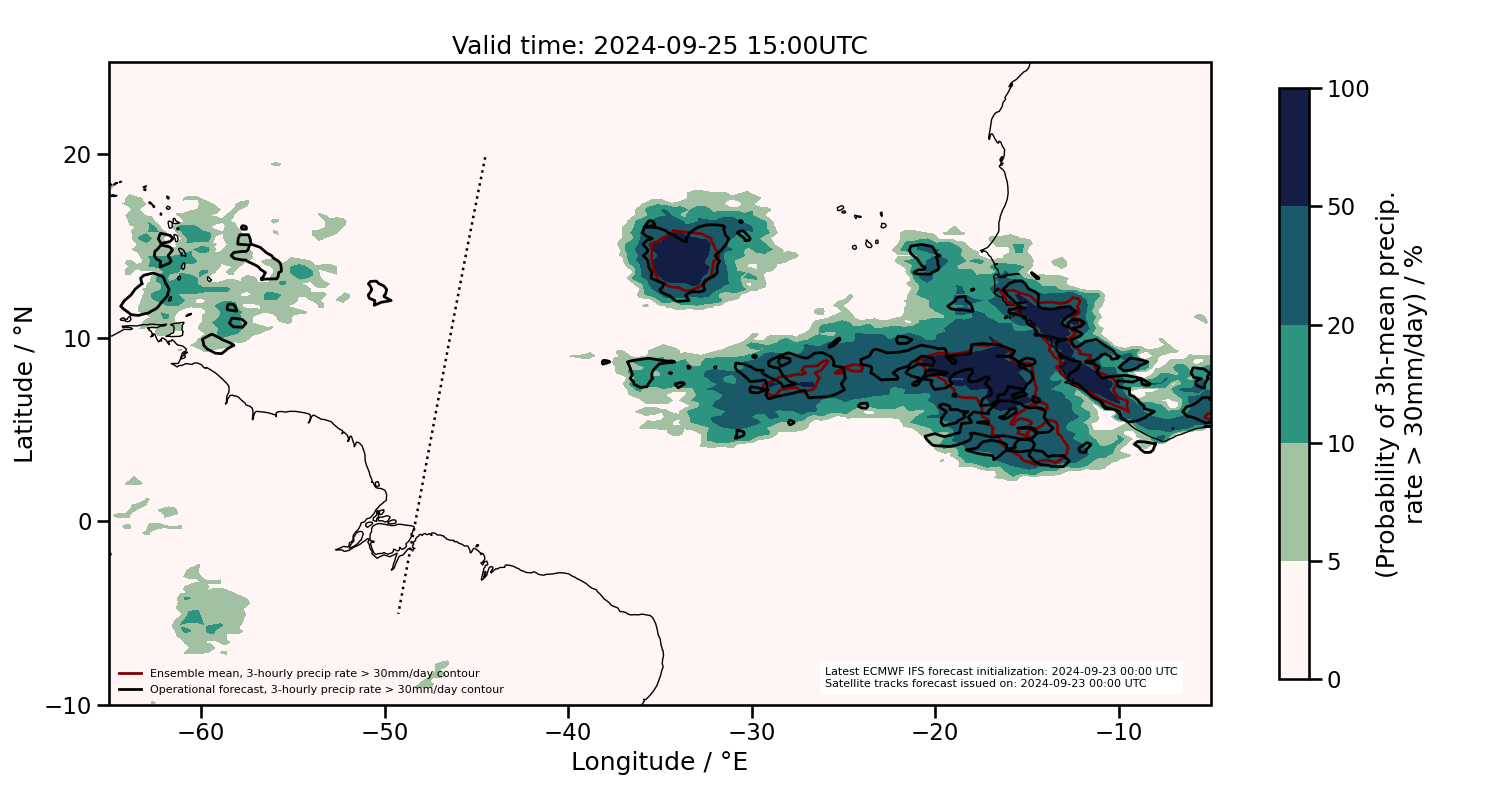 Valid time: 2024-09-25 15:00UTC
20
10
0
−10
Latitude / °N
−60
−50
−40
−30
−20
−10
Longitude / °E
Ensemble mean, 3-hourly precip rate > 30mm/day contour
Operational forecast, 3-hourly precip rate > 30mm/day contour
Latest ECMWF IFS forecast initialization: 2024-09-23 00:00 UTC
Satellite tracks forecast issued on: 2024-09-23 00:00 UTC
100
50
20
10
5
0
(Probability of 3h-mean precip.
rate > 30mm/day) / %